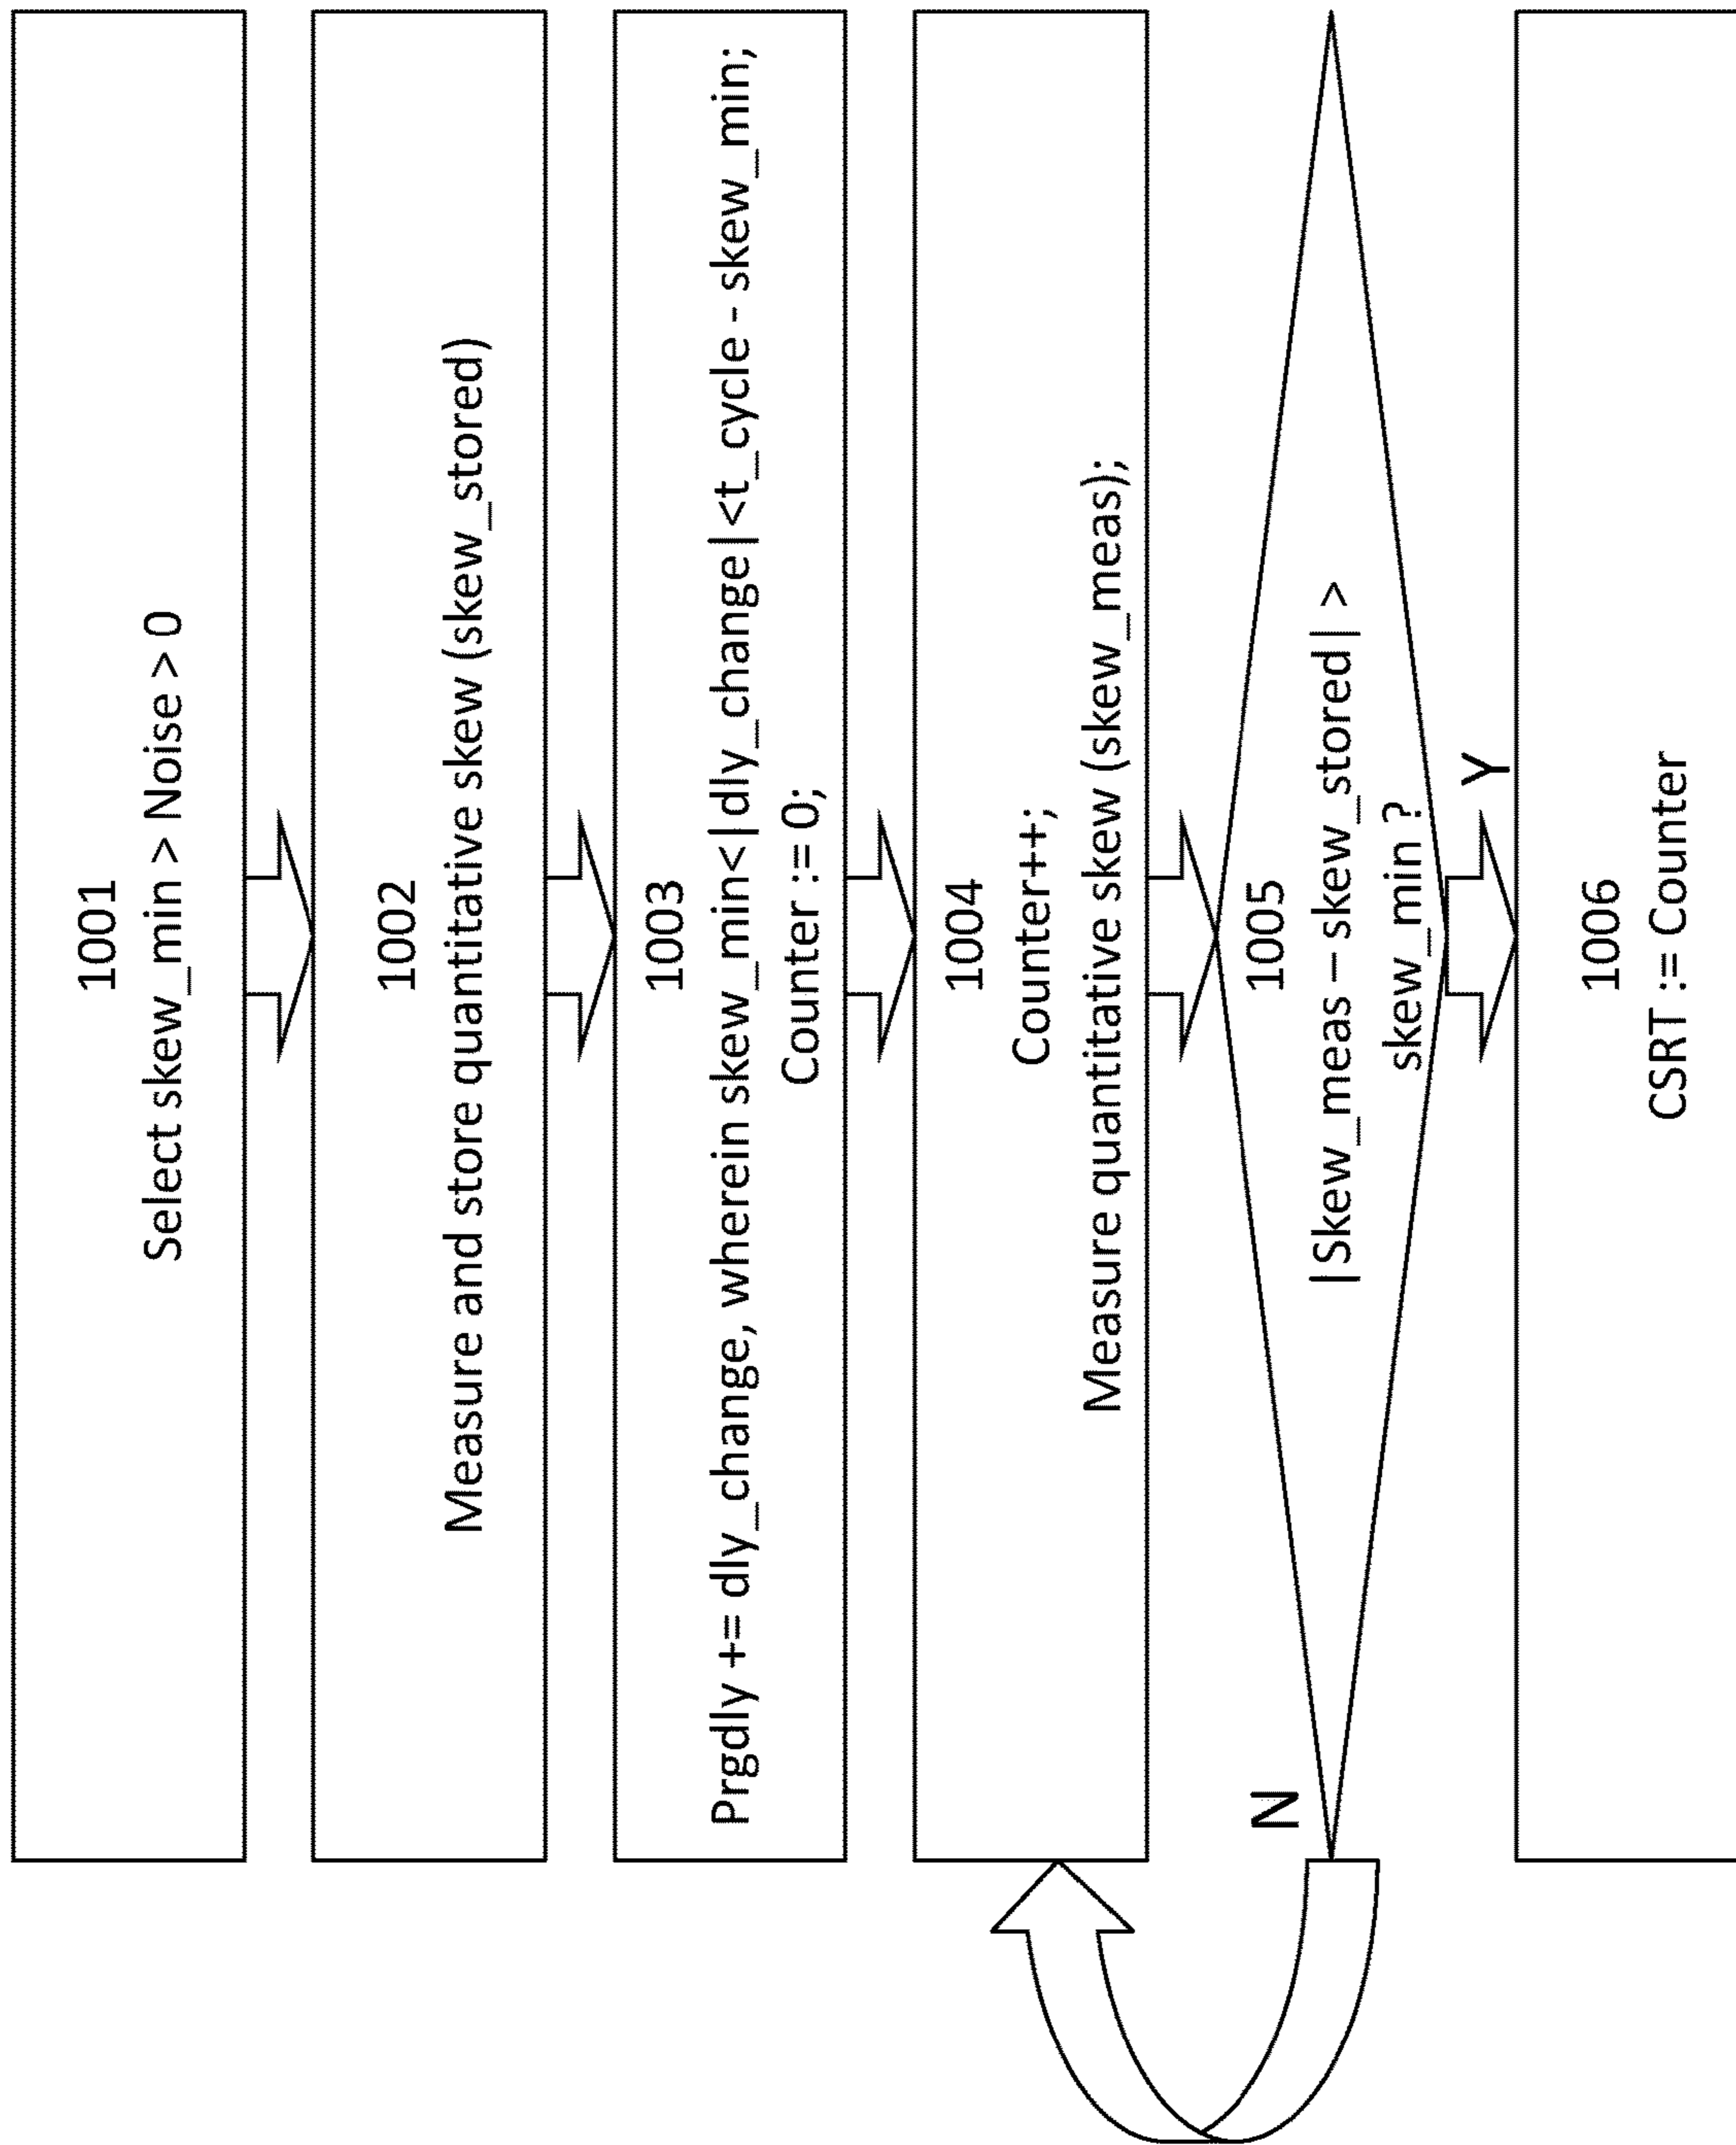 1001
Select skew_min > Noise > 0
1002
Measure and store quantitative skew (skew_stored)
1003
Prgdly += dly_change, wherein skew_min<|dly_change|<t_cycle - skew_min;
Counter := 0;
1004
Counter++;
Measure quantitative skew (skew_meas);
1005
|Skew_meas – skew_stored| >
skew_min ?
N
Y
1006
CSRT := Counter